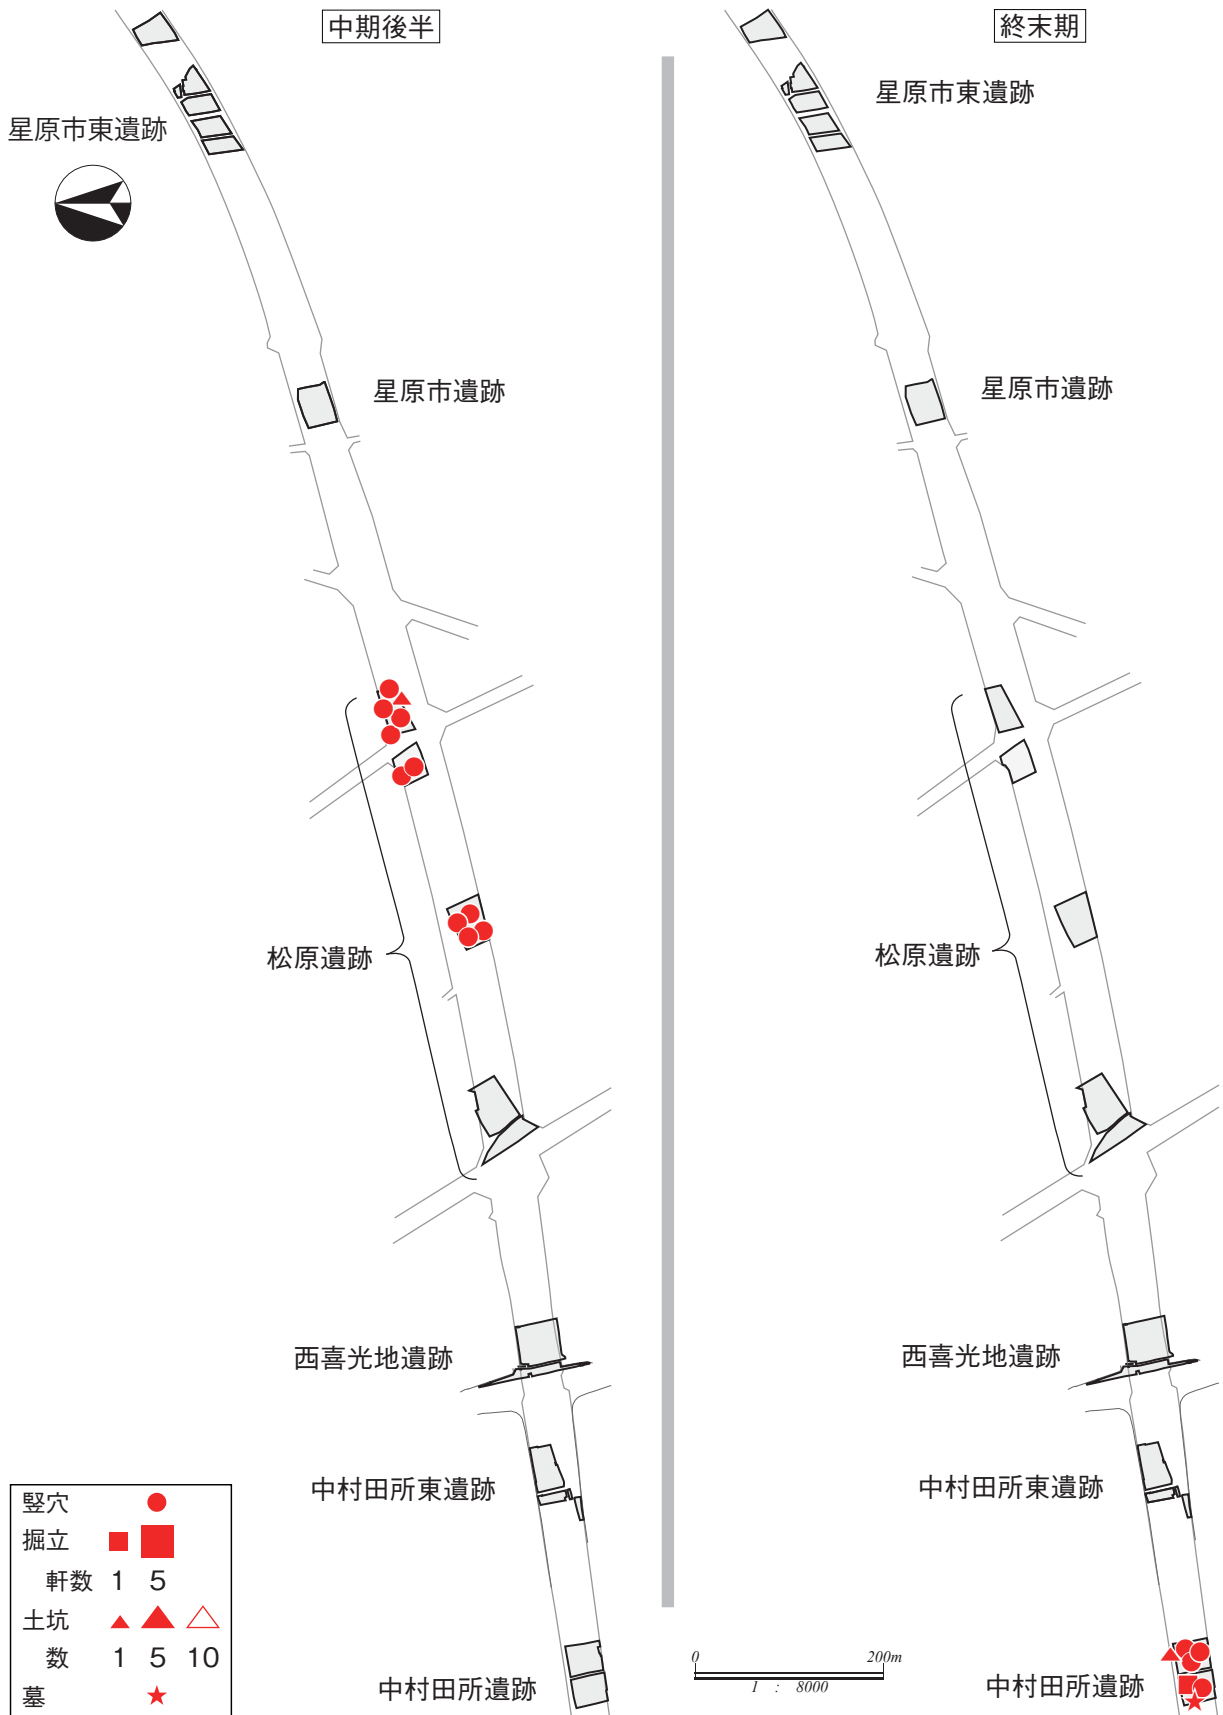 中期後半
星原市東遺跡
星原市遺跡
松原遺跡
西喜光地遺跡
中村田所東遺跡
中村田所遺跡
竪穴
掘立
軒数 1 5
土坑
数 1 5 10
墓
終末期
星原市東遺跡
星原市遺跡
松原遺跡
西喜光地遺跡
中村田所東遺跡
中村田所遺跡
0 200m
1 : 8000